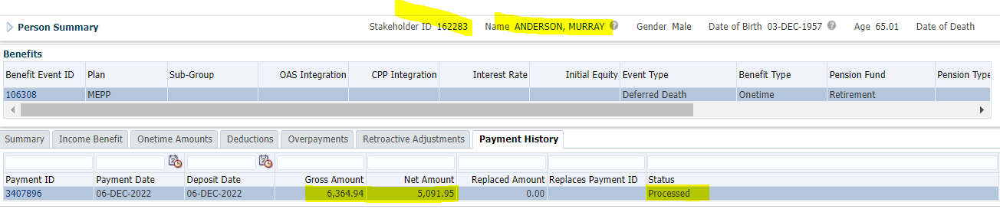 Person Summary Stakeholder ID 162283 Name ANDERSON, MURRAY Gender Male Date of Birth 03-DEC-1957 Age 65.01 Date of Death
Benefits
Benefit Event ID Plan Sub-Group OAS Integration CPP Integration Interest Rate Initial Equity Event Type Benefit Type Pension Fund Pension Type
106308 MEPP Deferred Death Onetime Retirement
Summary Income Benefit Onetime Amounts Deductions Overpayments Retroactive Adjustments Payment History
Payment ID Payment Date Deposit Date Gross Amount Net Amount Replaced Amount Replaces Payment ID Status
3407896 06-DEC-2022 06-DEC-2022 6,364.94 5,091.95 0.00 Processed